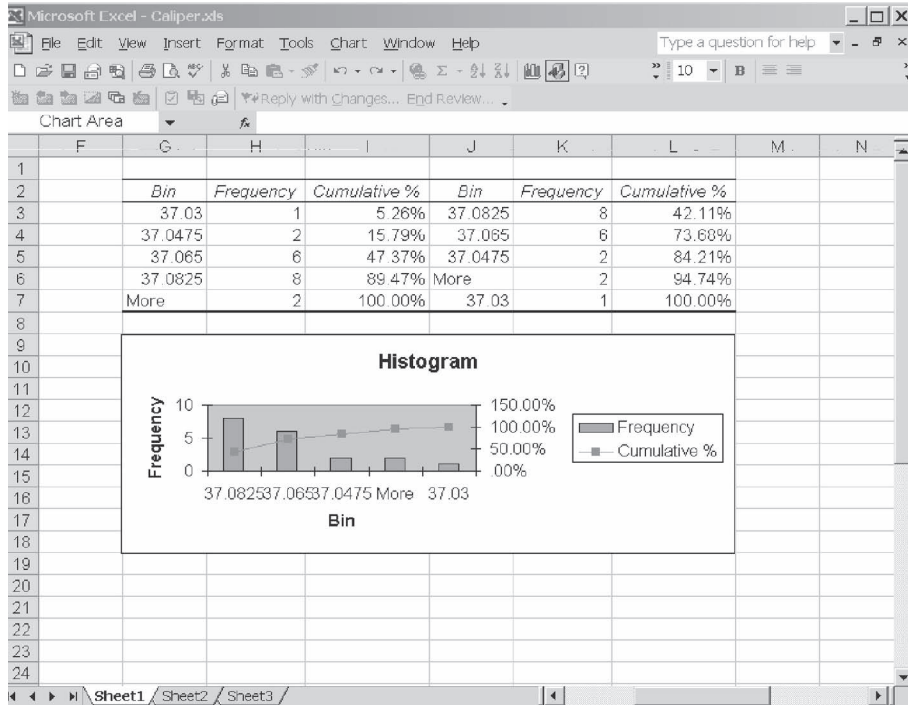 Microsoft Excel - Caliper.xls
File Edit View Insert Format Tools Chart Window Help Type a question for help
10 B
Reply with Changes... End Review...
Chart Area fx
F G H I J K L M N
1
2 Bin Frequency Cumulative % Bin Frequency Cumulative %
3 37.03 1 5.26% 37.0825 8 42.11%
4 37.0475 2 15.79% 37.065 6 73.68%
5 37.065 6 47.37% 37.0475 2 84.21%
6 37.0825 8 89.47% More 2 94.74%
7 More 2 100.00% 37.03 1 100.00%
8
9
10
11
12
13
14
15
16
17
18
19
20
21
22
23
24
Histogram
Frequency
10
5
0
150.00%
100.00%
50.00%
.00%
37.0825 37.065 37.0475 More 37.03
Bin
Frequency
Cumulative %
Sheet1 Sheet2 Sheet3